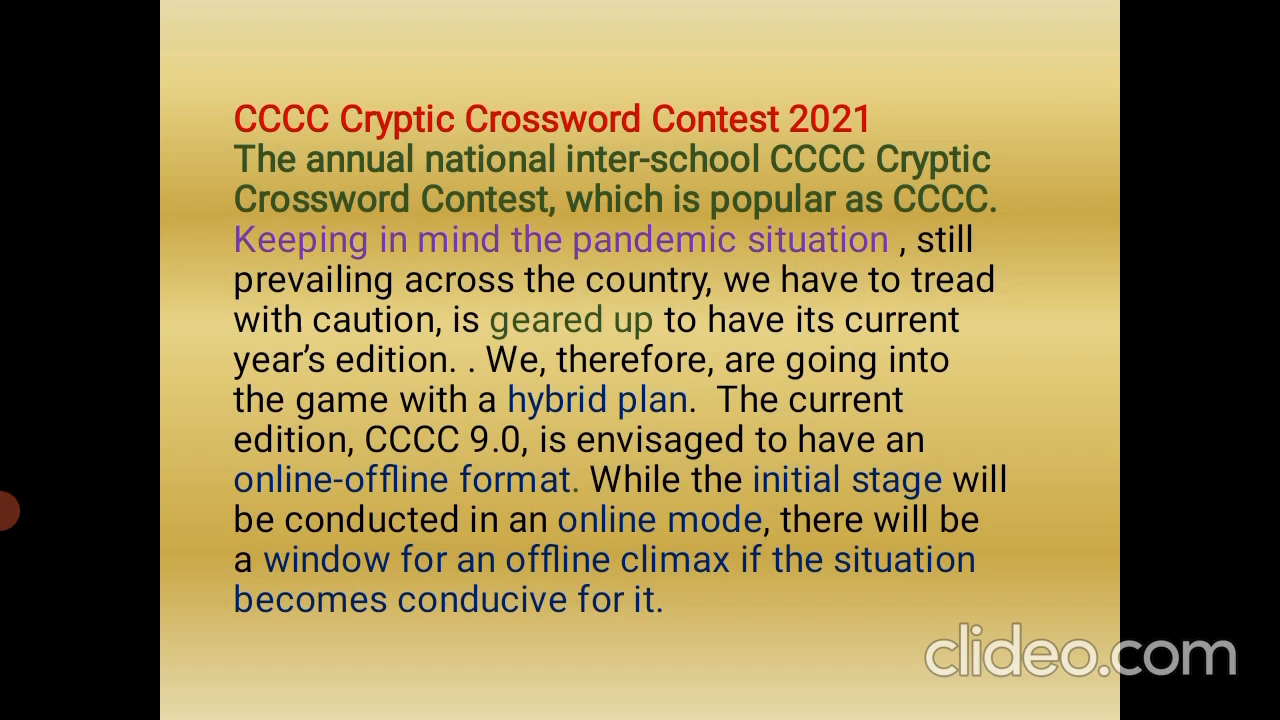 CCCC Cryptic Crossword Contest 2021
The annual national inter-school CCCC Cryptic
Crossword Contest, which is popular as CCCC.
Keeping in mind the pandemic situation , still
prevailing across the country, we have to tread
with caution, is geared up to have its current
year’s edition. . We, therefore, are going into
the game with a hybrid plan.  The current
edition, CCCC 9.0, is envisaged to have an
online-offline format. While the initial stage will
be conducted in an online mode, there will be
a window for an offline climax if the situation
becomes conducive for it.
clideo.com